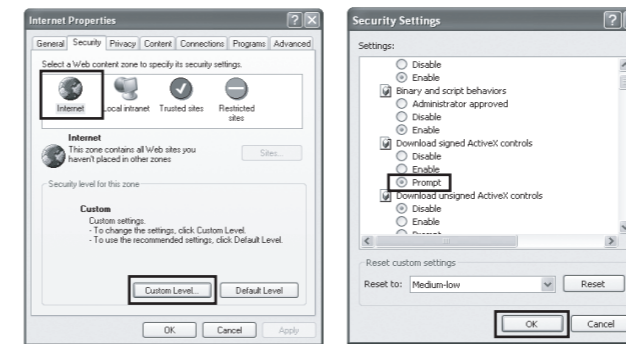 Internet Properties
General Security Privacy Content Connections Programs Advanced
Select a Web content zone to specify its security settings.
Internet Local intranet Trusted sites Restricted
sites
Internet
This zone contains all Web sites you
haven't placed in other zones
Sites...
Security level for this zone
Custom
Custom settings.
- To change the settings, click Custom Level.
- To use the recommended settings, click Default Level.
Custom Level... Default Level
OK Cancel Apply
Security Settings
Settings:
Disable
Enable
Binary and script behaviors
Administrator approved
Disable
Enable
Download signed ActiveX controls
Disable
Enable
Prompt
Download unsigned ActiveX controls
Disable
Enable
Prompt
Reset custom settings
Reset to: Medium-low Reset
OK Cancel